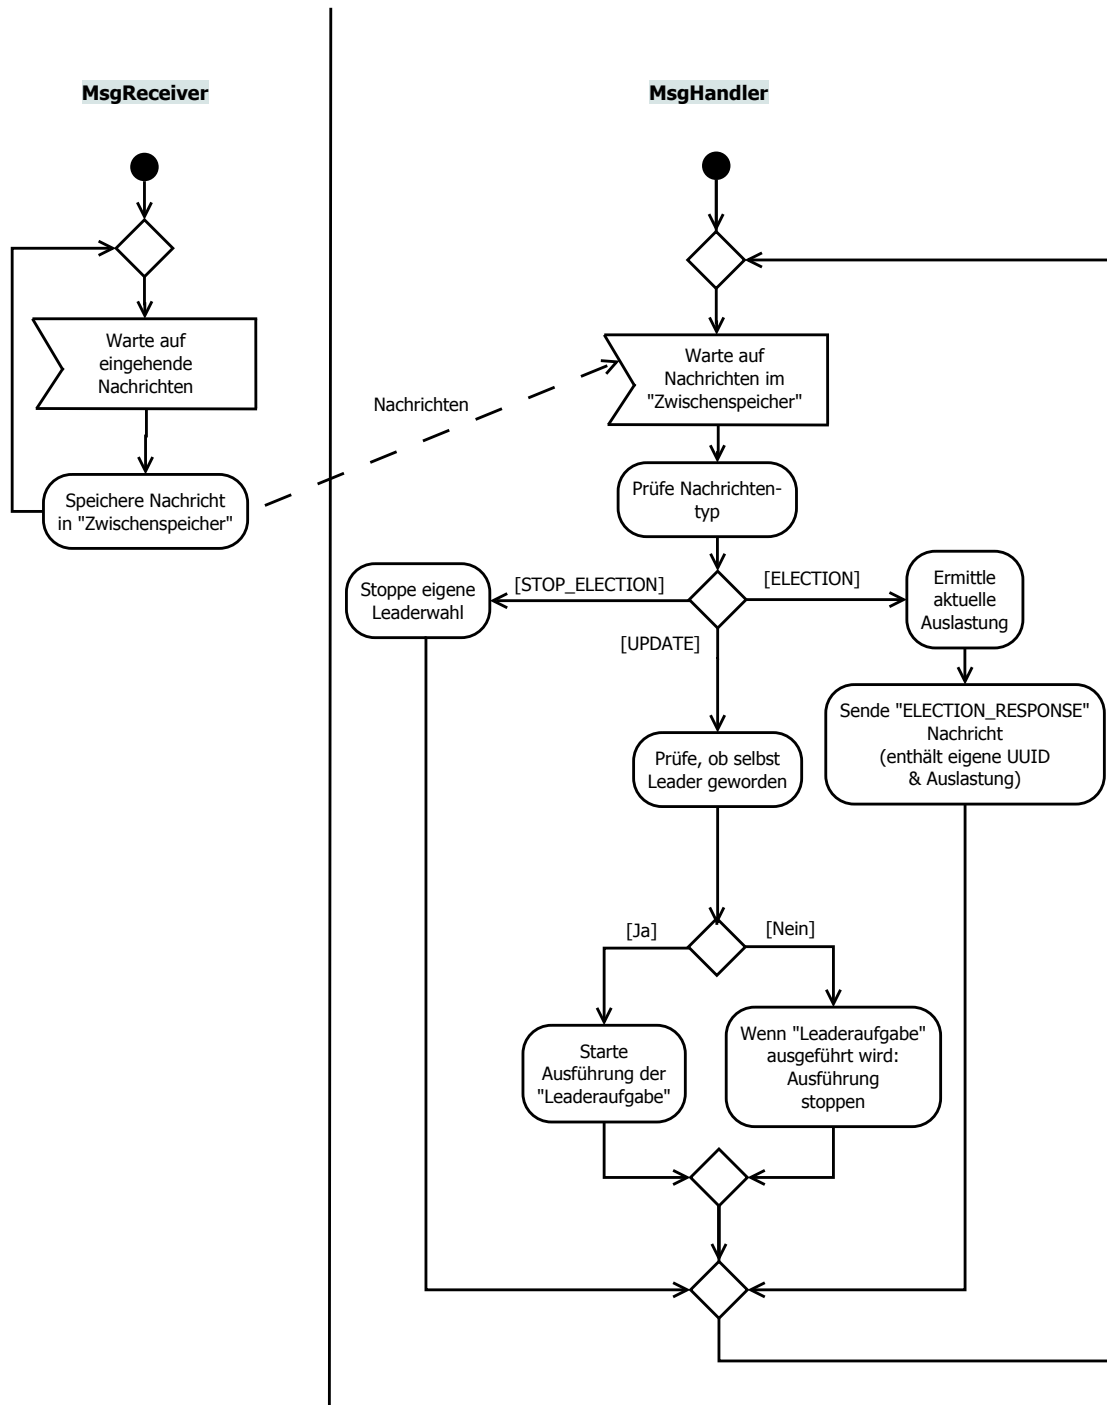 MsgReceiver
Warte auf
eingehende
Nachrichten
Speichere Nachricht
in "Zwischenspeicher"
Nachrichten
MsgHandler
Warte auf
Nachrichten im
"Zwischenspeicher"
Prüfe Nachrichten-
typ
[STOP_ELECTION]
[ELECTION]
[UPDATE]
Stoppe eigene
Leaderwahl
Ermittle
aktuelle
Auslastung
Sende "ELECTION_RESPONSE"
Nachricht
(enthält eigene UUID
& Auslastung)
Prüfe, ob selbst
Leader geworden
[Ja]
[Nein]
Starte
Ausführung der
"Leaderaufgabe"
Wenn "Leaderaufgabe"
ausgeführt wird:
Ausführung
stoppen